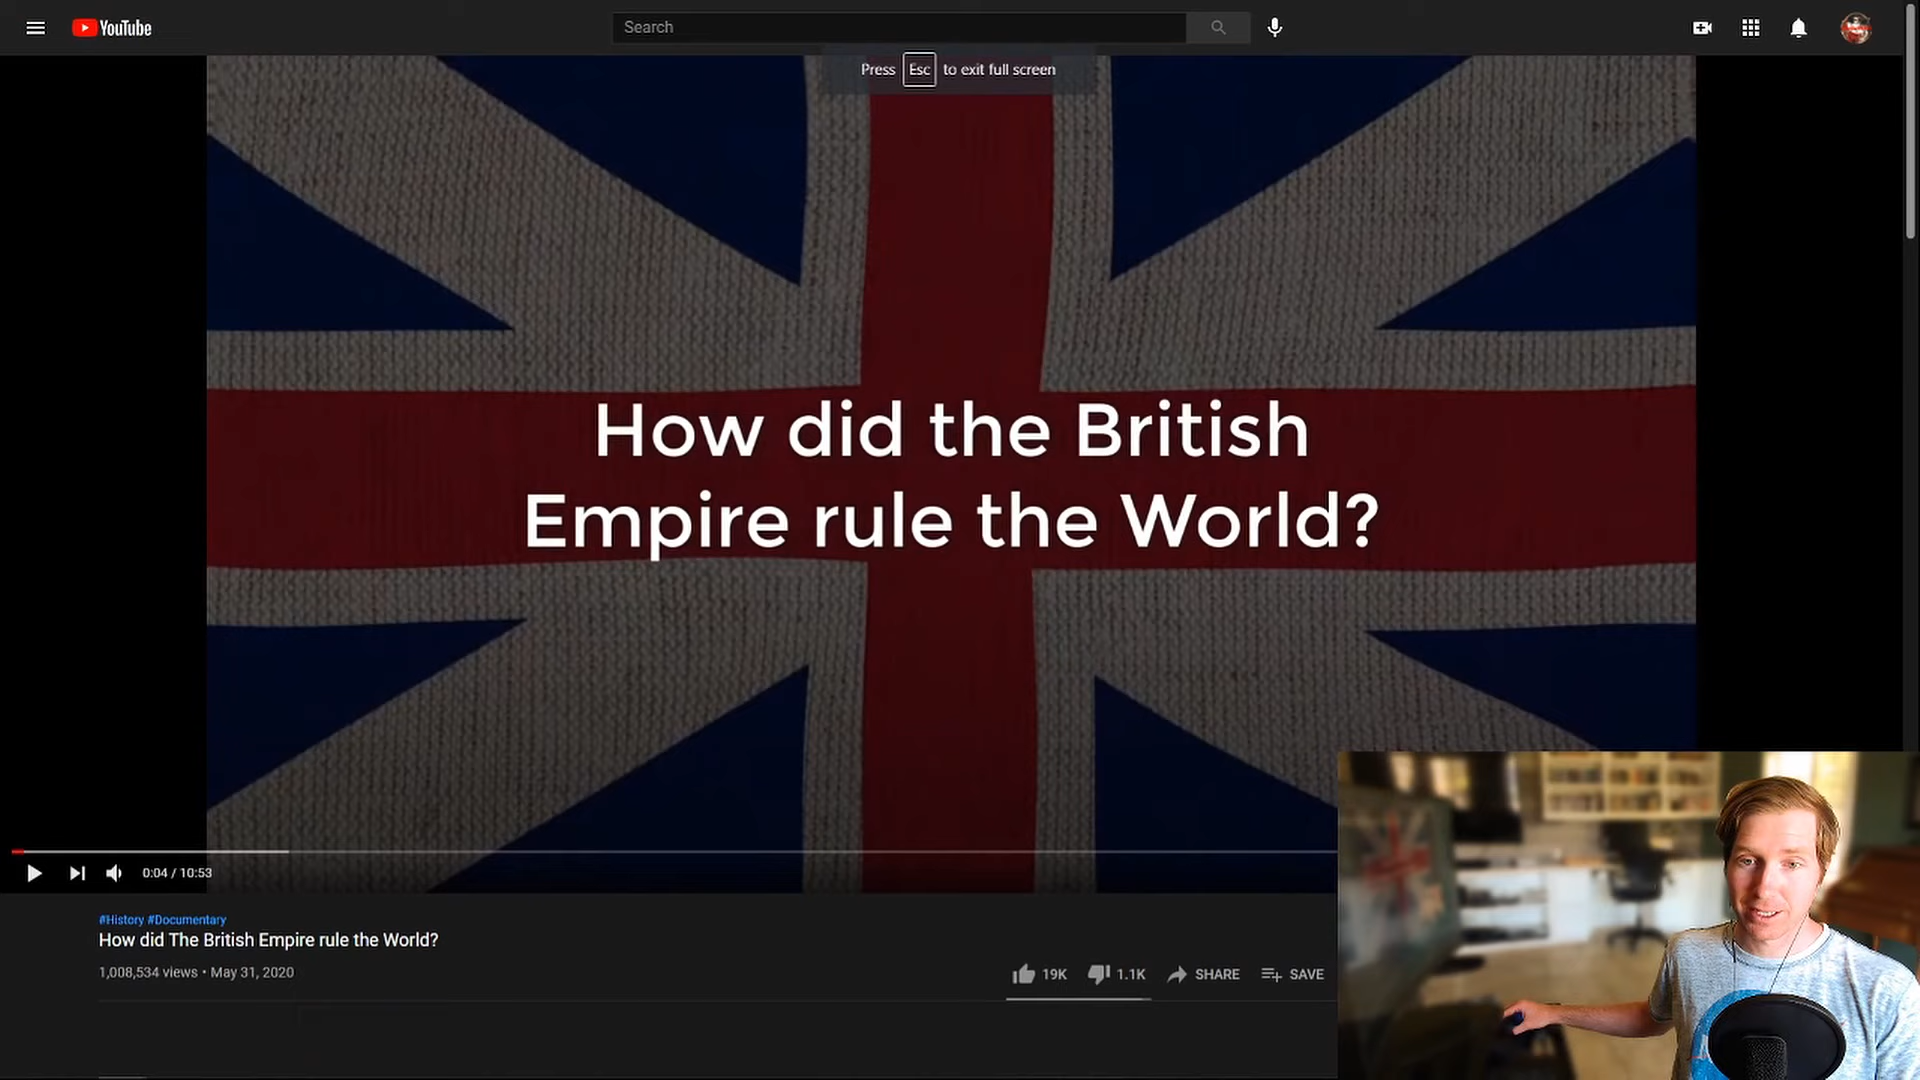 YouTube
Search
Press Esc to exit full screen
How did the British
Empire rule the World?
0:04 / 10:53
#History #Documentary
How did The British Empire rule the World?
1,008,534 views • May 31, 2020
19K 1.1K SHARE SAVE